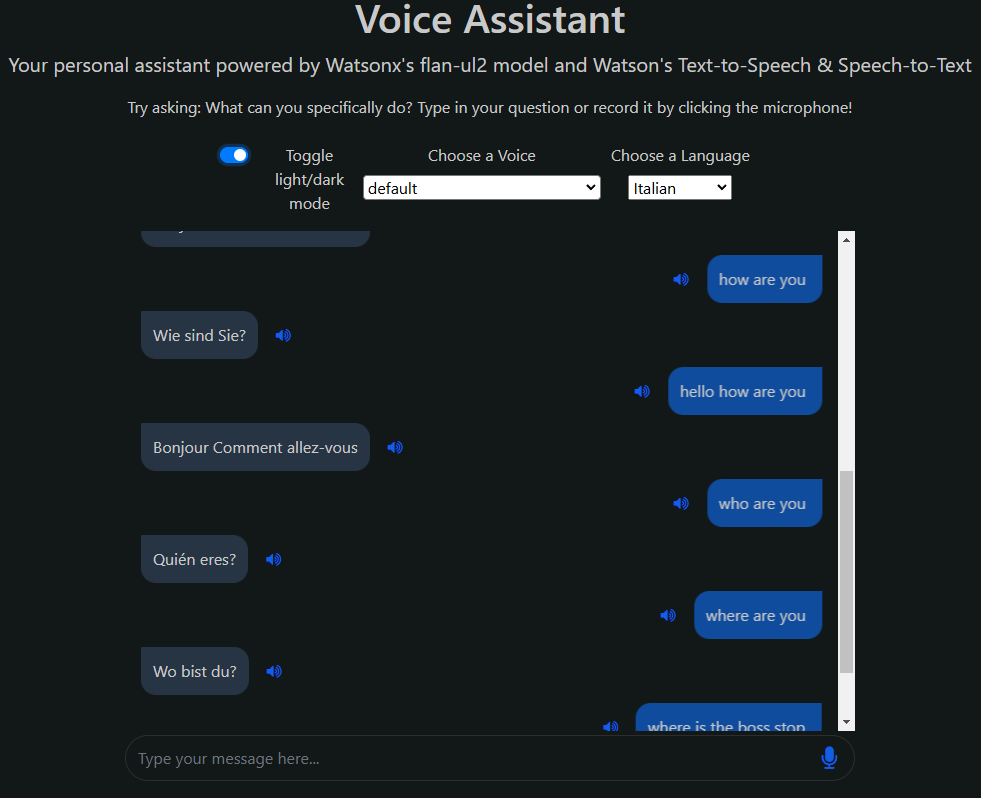 Voice Assistant
Your personal assistant powered by Watsonx's flan-ul2 model and Watson's Text-to-Speech & Speech-to-Text
Try asking: What can you specifically do? Type in your question or record it by clicking the microphone!
Toggle
light/dark
mode
Choose a Voice
default
Choose a Language
Italian
how are you
Wie sind Sie?
hello how are you
Bonjour Comment allez-vous
who are you
Quién eres?
where are you
Wo bist du?
where is the boss stop
Type your message here...